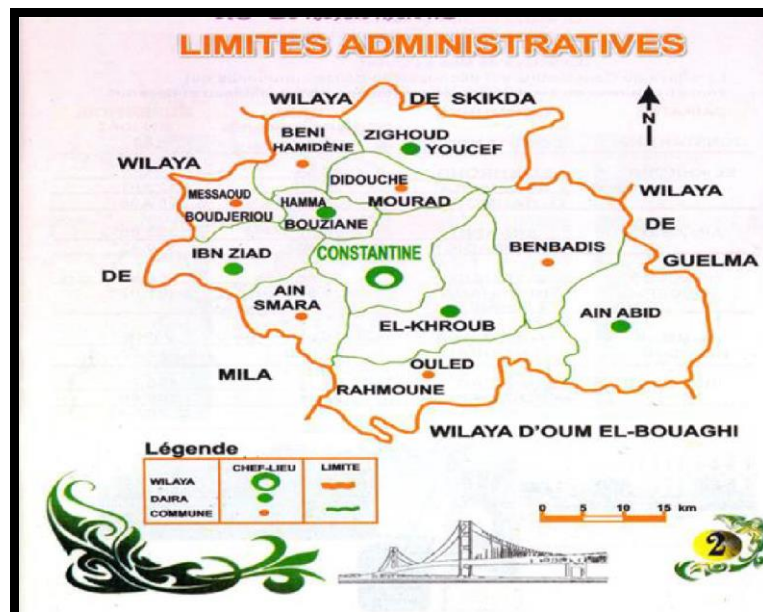 LIMITES ADMINISTRATIVES
WILAYA DE SKIKDA
N
BENI
HAMIDÈNE
ZIGHOUD
YOUCEF
WILAYA
DIDOUCHE
MOURAD
MESSAOUD
BOUDJERIOU
HAMMA
BOUZIANE
WILAYA
DE
GUELMA
IBN ZIAD
CONSTANTINE
BENBADIS
DE
AIN
SMARA
EL-KHROUB
AIN ABID
MILA
OULED
RAHMOUNE
WILAYA D'OUM EL-BOUAGHI
Légende
CHEF-LIEU LIMITE
WILAYA
DAIRA
COMMUNE
0 5 10 15 km
2